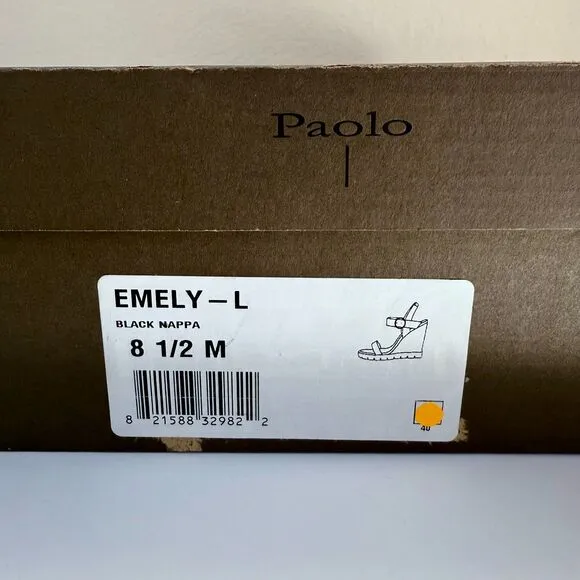 Paolo
EMELY — L
BLACK NAPPA
8 1/2 M
8 21588 32982 2
40